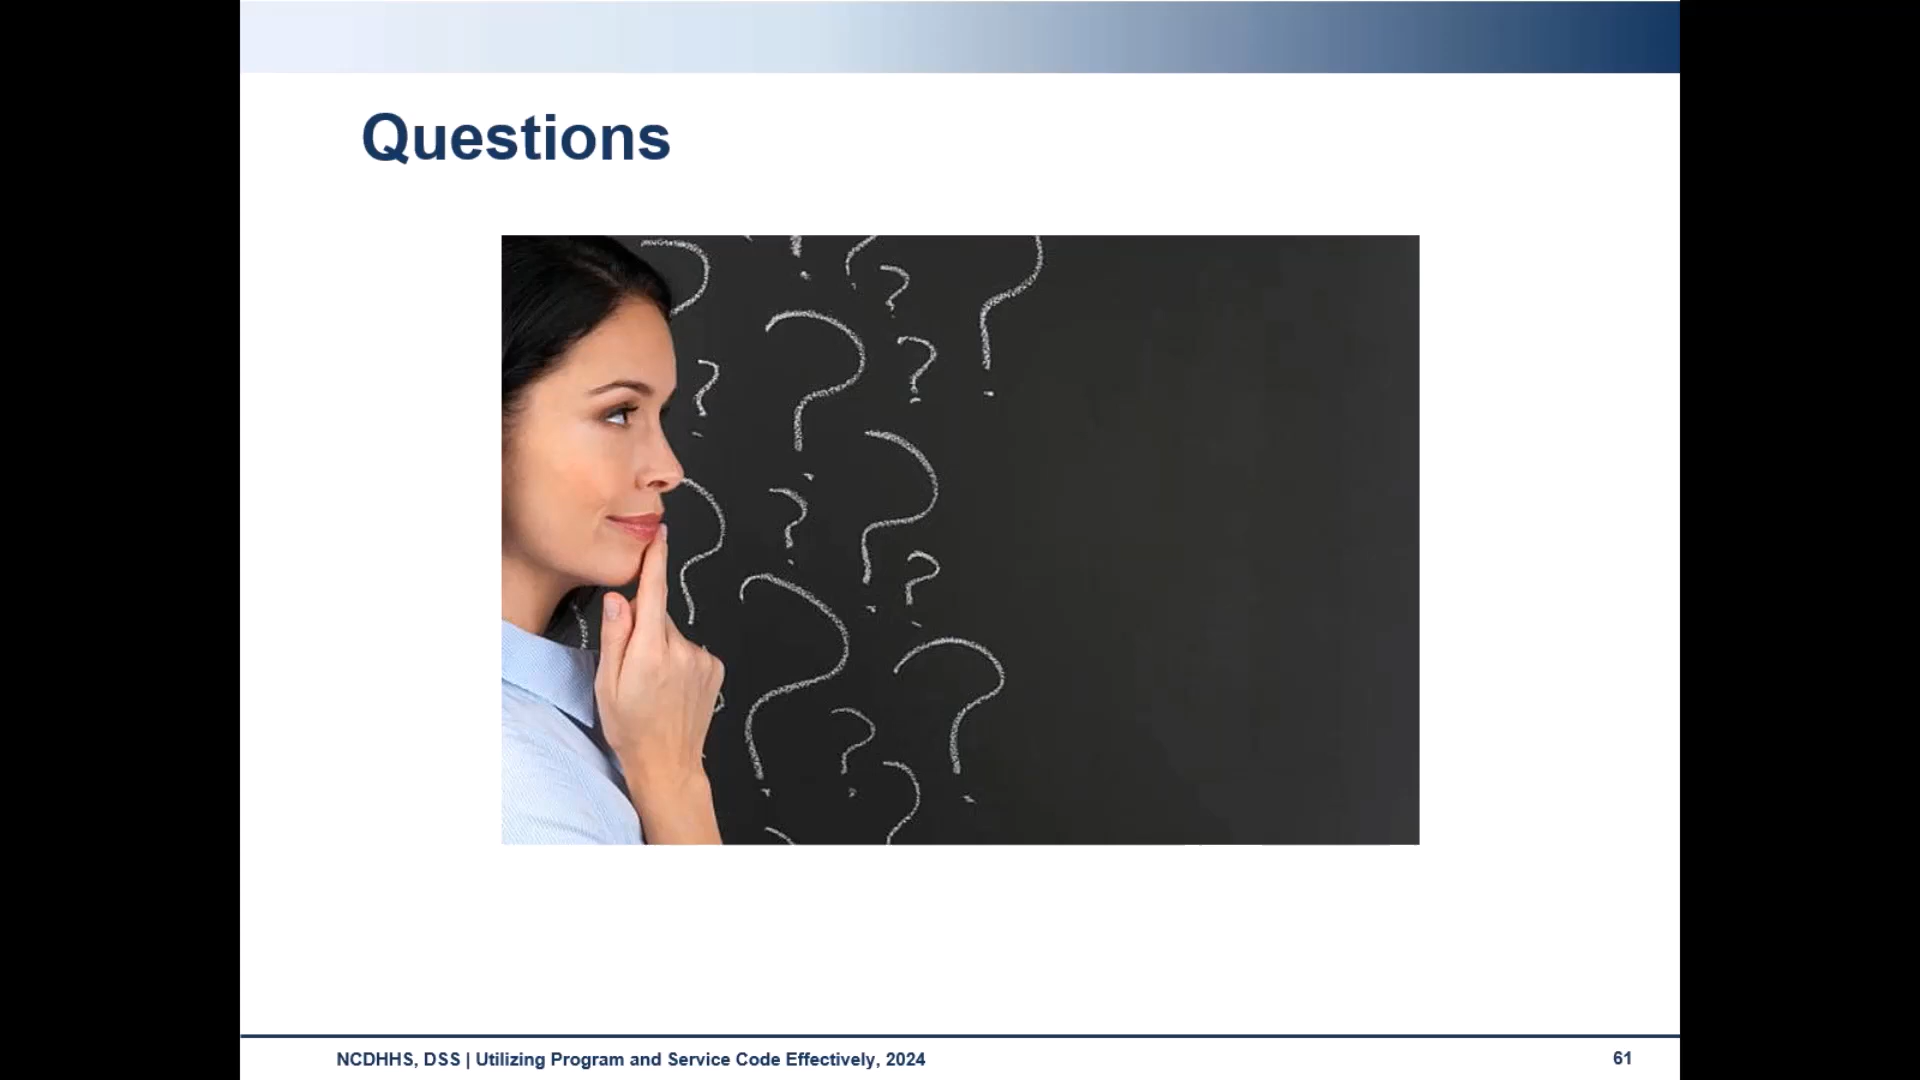 Questions
NCDHHS, DSS | Utilizing Program and Service Code Effectively, 2024
61